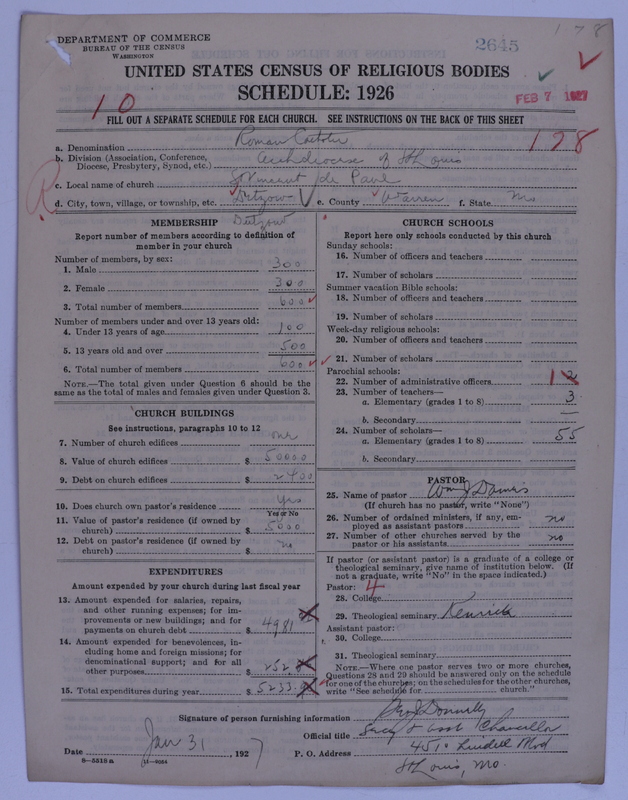 178
DEPARTMENT OF COMMERCE
BUREAU OF THE CENSUS
WASHINGTON
2645
UNITED STATES CENSUS OF RELIGIOUS BODIES
SCHEDULE: 1926
FEB 7 1927
10
FILL OUT A SEPARATE SCHEDULE FOR EACH CHURCH. SEE INSTRUCTIONS ON THE BACK OF THIS SHEET
128
a. Denomination Roman Catholic
b. Division (Association, Conference, Diocese, Presbytery, Synod, etc.) Archdiocese of St Louis
c. Local name of church St Vincent de Paul
R
d. City, town, village, or township, etc. Dutzow e. County Warren f. State Mo
Dutzow
MEMBERSHIP
Report number of members according to definition of
member in your church
Number of members, by sex:
1. Male 300
2. Female 300
3. Total number of members 600
Number of members under and over 13 years old:
4. Under 13 years of age 100
5. 13 years old and over 500
6. Total number of members 600
NOTE.—The total given under Question 6 should be the
same as the total of males and females given under Question 3.
CHURCH BUILDINGS
See instructions, paragraphs 10 to 12
7. Number of church edifices one
8. Value of church edifices $ 50000
9. Debt on church edifices $ 2400
10. Does church own pastor's residence Yes
Yes or No
11. Value of pastor's residence (if owned by
church) $ 5000
12. Debt on pastor's residence (if owned by
church) $ no
EXPENDITURES
Amount expended by your church during last fiscal year
13. Amount expended for salaries, repairs,
and other running expenses; for im-
provements or new buildings; and for
payments on church debt $ 4981
14. Amount expended for benevolences, in-
cluding home and foreign missions; for
denominational support; and for all
other purposes $ 252
15. Total expenditures during year $ 5233
CHURCH SCHOOLS
Report here only schools conducted by this church
Sunday schools:
16. Number of officers and teachers
17. Number of scholars
Summer vacation Bible schools:
18. Number of officers and teachers
19. Number of scholars
Week-day religious schools:
20. Number of officers and teachers
21. Number of scholars
Parochial schools:
22. Number of administrative officers 1 2
23. Number of teachers—
a. Elementary (grades 1 to 8) 3
b. Secondary —
24. Number of scholars—
a. Elementary (grades 1 to 8) 55
b. Secondary
PASTOR
25. Name of pastor Wm J
(If church has no pastor, write "None")
26. Number of ordained ministers, if any, em-
ployed as assistant pastors no
27. Number of other churches served by the
pastor or his assistants no
If pastor (or assistant pastor) is a graduate of a college or
theological seminary, give name of institution below. (If
not a graduate, write "No" in the space indicated.)
Pastor: 4
28. College
29. Theological seminary Kenrick
Assistant pastor:
30. College
31. Theological seminary
NOTE.—Where one pastor serves two or more churches,
Questions 28 and 29 should be answered only on the schedule
for one of the churches; on the schedules for the other churches,
write "See schedule for church."
Signature of person furnishing information Donnelly
Official title Secy & Chancellor
Date Jan 31, 1927
P. O. Address 4510 Lindell Blvd
St Louis, Mo.
8—5518a 11—9084